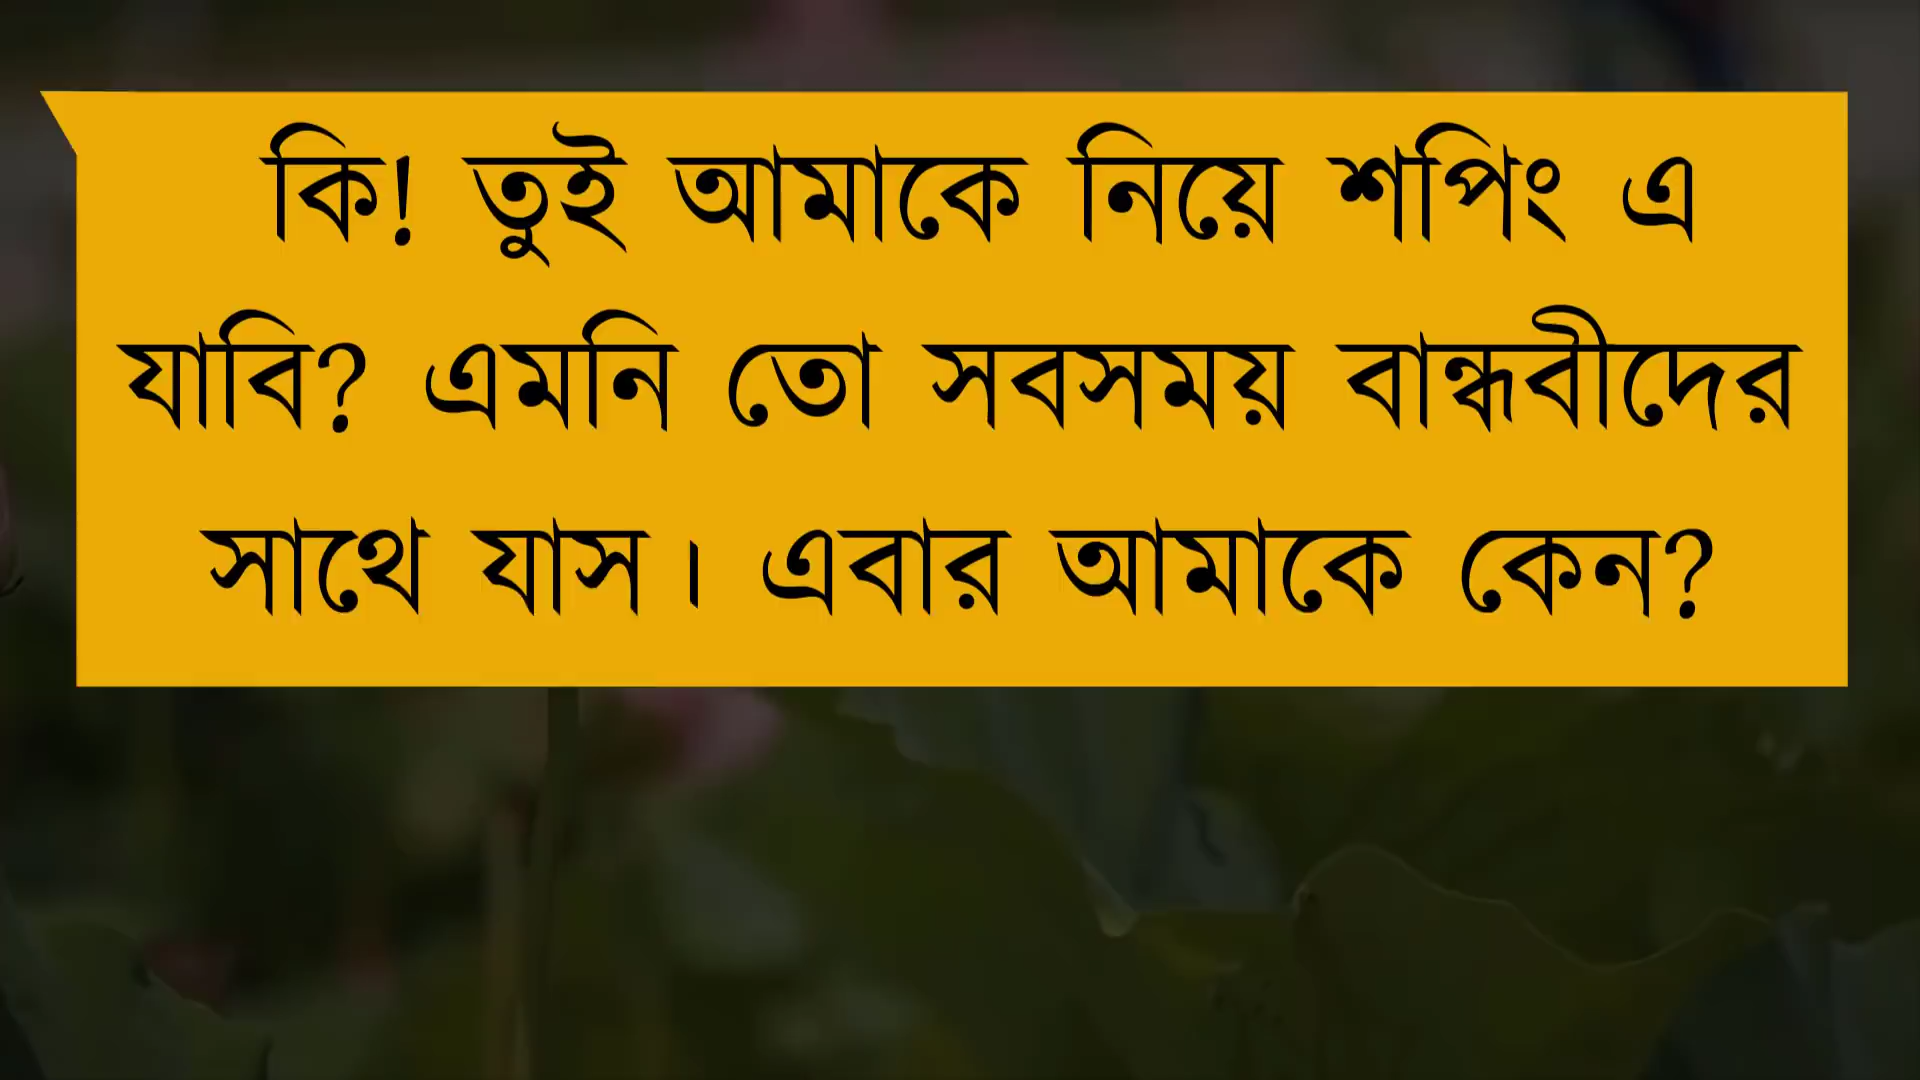 কি! তুই আমাকে নিয়ে শপিং এ
যাবি? এমনি তো সবসময় বান্ধবীদের
সাথে যাস। এবার আমাকে কেন?